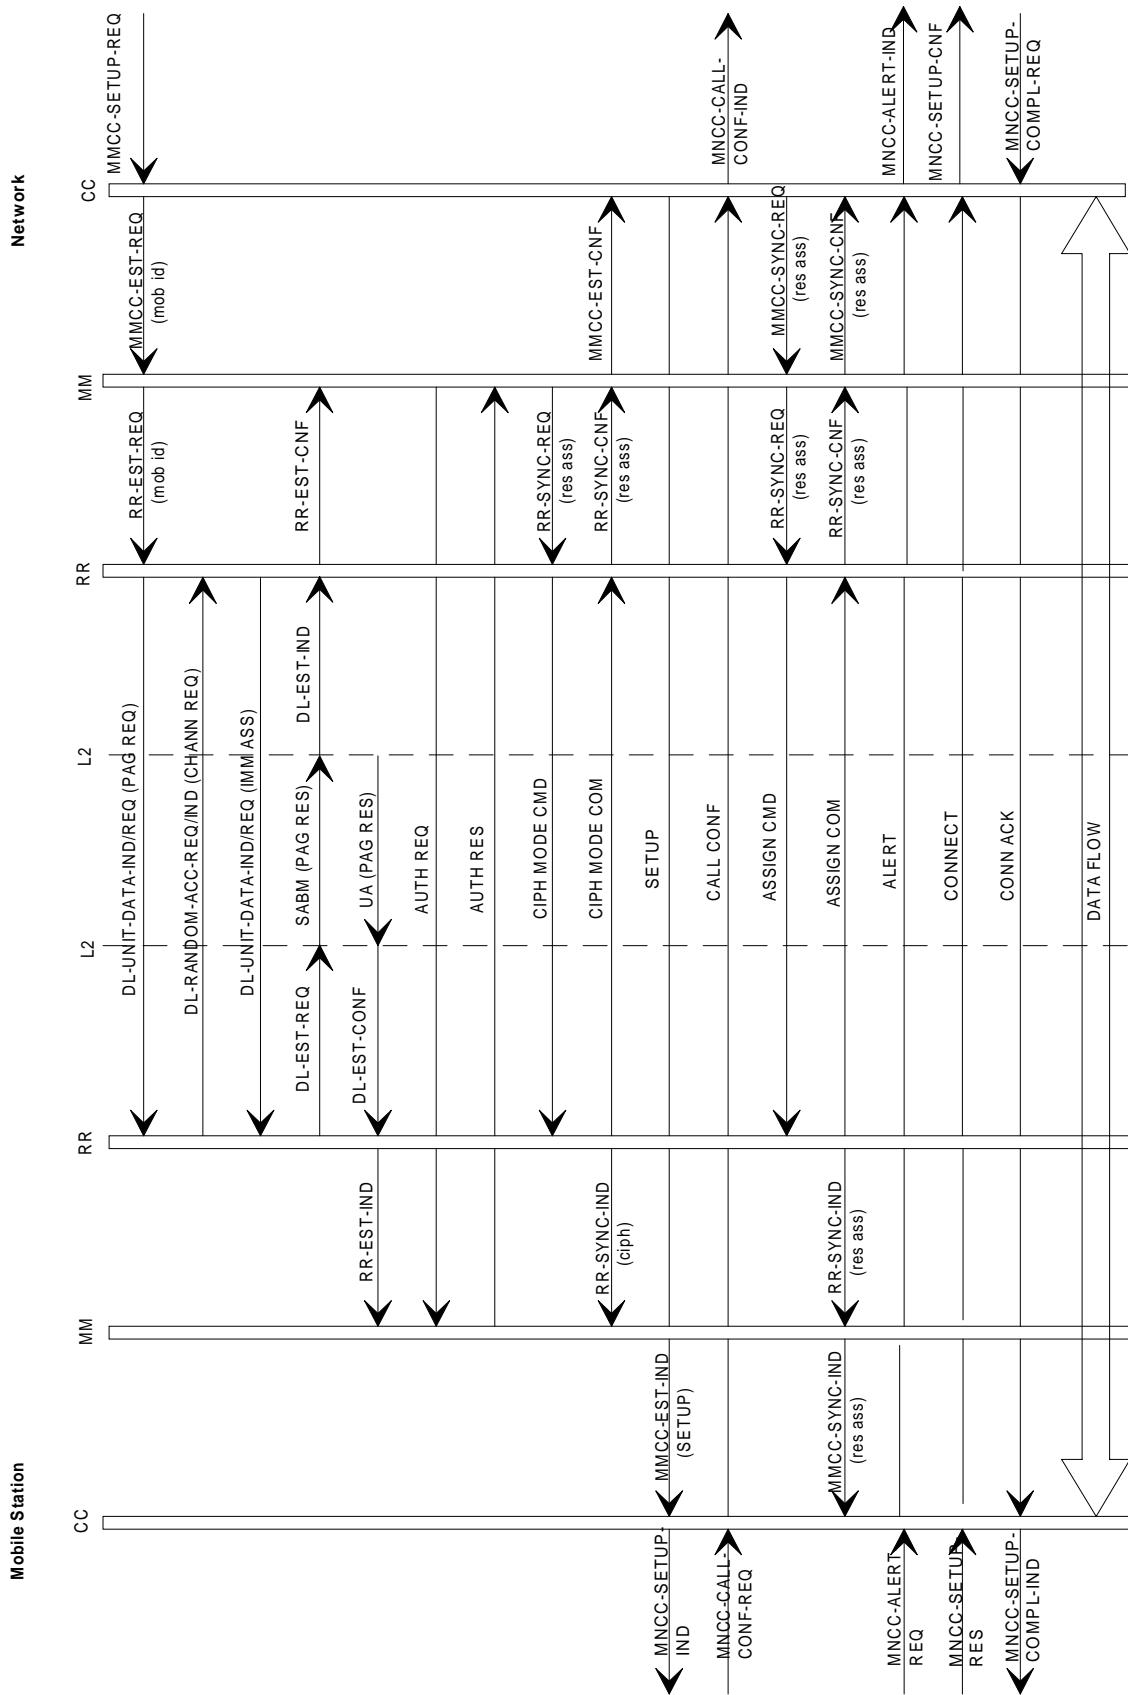 Mobile Station
Network
CC
MM
RR
L2
L2
RR
MM
CC
MMCC-SETUP-REQ
MMCC-EST-REQ
(mob id)
RR-EST-REQ
(mob id)
DL-UNIT-DATA-IND/REQ (PAG REQ)
DL-RANDOM-ACC-REQ/IND (CHANN REQ)
DL-UNIT-DATA-IND/REQ (IMM ASS)
DL-EST-REQ
SABM (PAG RES)
DL-EST-IND
RR-EST-CNF
RR-EST-IND
DL-EST-CONF
UA (PAG RES)
AUTH REQ
AUTH RES
CIPH MODE CMD
RR-SYNC-REQ
(res ass)
RR-SYNC-IND
(ciph)
CIPH MODE COM
RR-SYNC-CNF
(res ass)
MMCC-EST-CNF
MNCC-SETUP-
IND
MMCC-EST-IND
(SETUP)
SETUP
MNCC-CALL-
CONF-REQ
CALL CONF
MNCC-CALL-
CONF-IND
ASSIGN CMD
RR-SYNC-REQ
(res ass)
MMCC-SYNC-REQ
(res ass)
MMCC-SYNC-IND
(res ass)
RR-SYNC-IND
(res ass)
ASSIGN COM
RR-SYNC-CNF
(res ass)
MMCC-SYNC-CNF
(res ass)
MNCC-ALERT
REQ
ALERT
MNCC-ALERT-IND
MNCC-SETUP-
RES
CONNECT
MNCC-SETUP-CNF
MNCC-SETUP-
COMPL-IND
CONN ACK
MNCC-SETUP-
COMPL-REQ
DATA FLOW